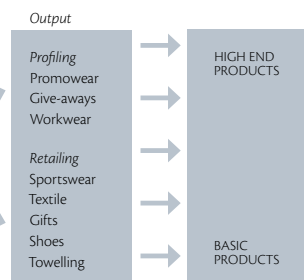 Output
Profiling
Promowear
Give-aways
Workwear
Retailing
Sportswear
Textile
Gifts
Shoes
Towelling
HIGH END
PRODUCTS
BASIC
PRODUCTS